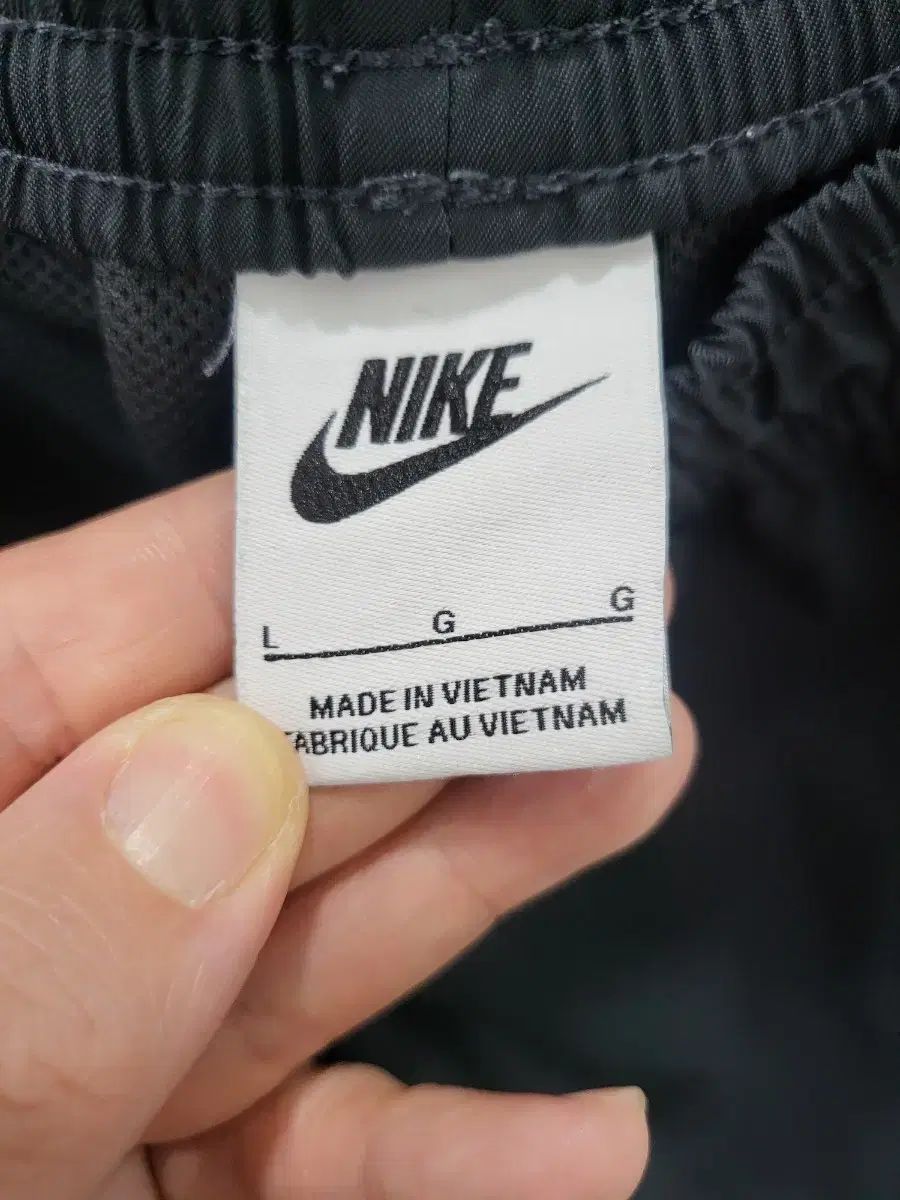 NIKE
L G G
MADE IN VIETNAM
FABRIQUE AU VIETNAM